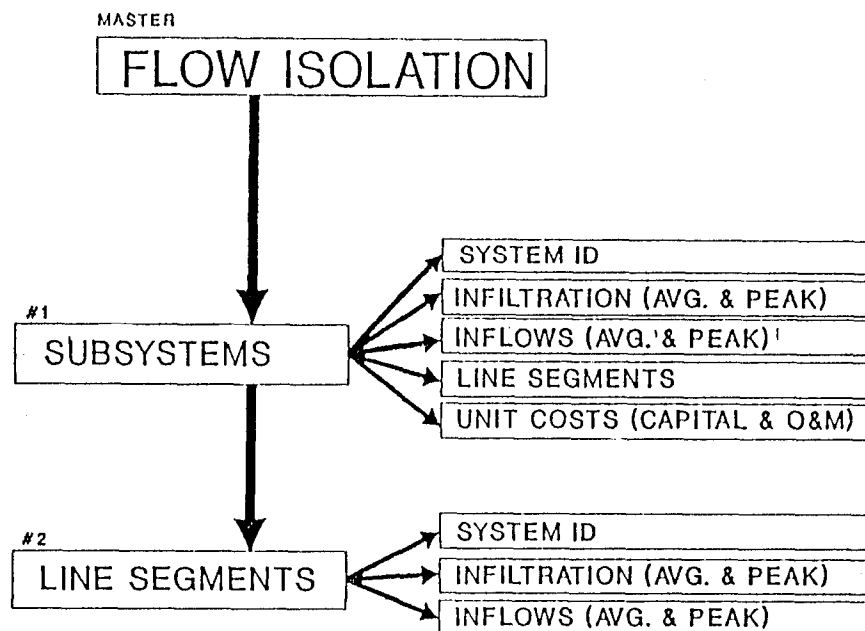 MASTER
FLOW ISOLATION
SYSTEM ID
INFILTRATION (AVG. & PEAK)
#1
INFLOWS (AVG. & PEAK)
SUBSYSTEMS
LINE SEGMENTS
UNIT COSTS (CAPITAL & O&M)
#2
SYSTEM ID
LINE SEGMENTS
INFILTRATION (AVG. & PEAK)
INFLOWS (AVG. & PEAK)